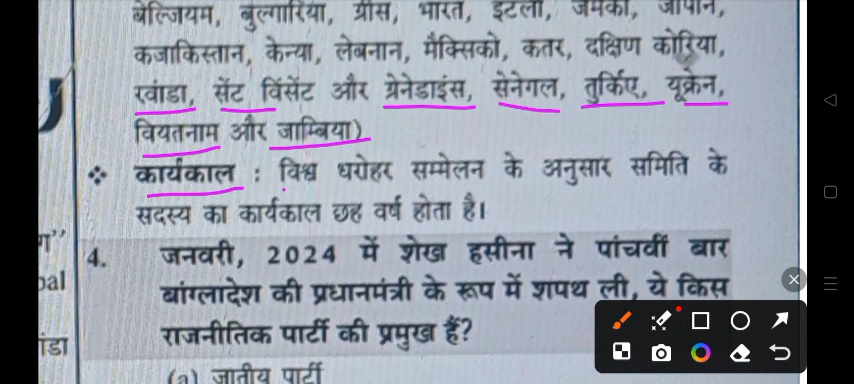 बेल्जियम, बुल्गारिया, ग्रीस, भारत, इटली, जमैका, जापान,
कजाकिस्तान, केन्या, लेबनान, मैक्सिको, कतर, दक्षिण कोरिया,
रवांडा, सेंट विंसेंट और ग्रेनेडाइंस, सेनेगल, तुर्किए, यूक्रेन,
वियतनाम और जाम्बिया)
❖ कार्यकाल : विश्व धरोहर सम्मेलन के अनुसार समिति के
सदस्य का कार्यकाल छह वर्ष होता है।
4. जनवरी, 2024 में शेख हसीना ने पांचवीं बार
बांग्लादेश की प्रधानमंत्री के रूप में शपथ ली, ये किस
राजनीतिक पार्टी की प्रमुख हैं?
(a) जातीय पार्टी